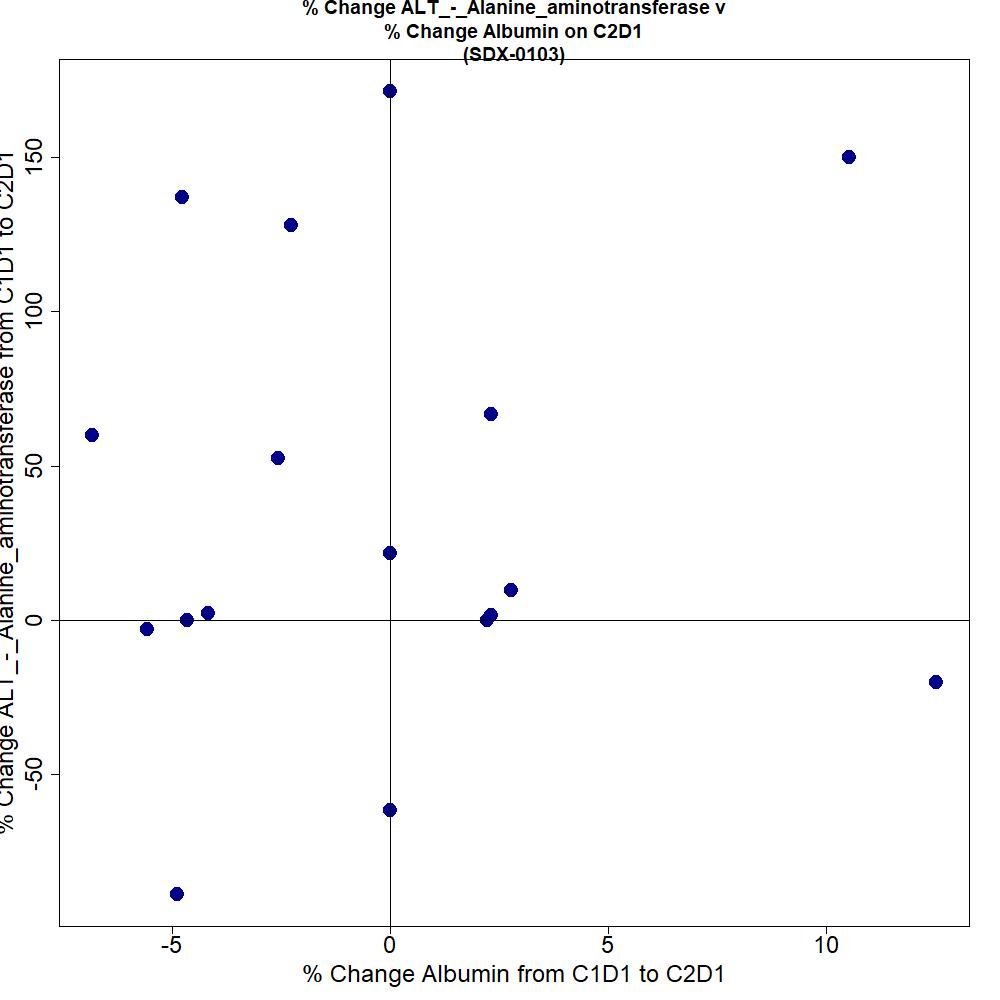 % Change ALT_-_Alanine_aminotransferase v
% Change Albumin on C2D1
(SDX-0103)
% Change ALT_-_Alanine_aminotransferase from C1D1 to C2D1
150
100
50
0
-50
-5
0
5
10
% Change Albumin from C1D1 to C2D1